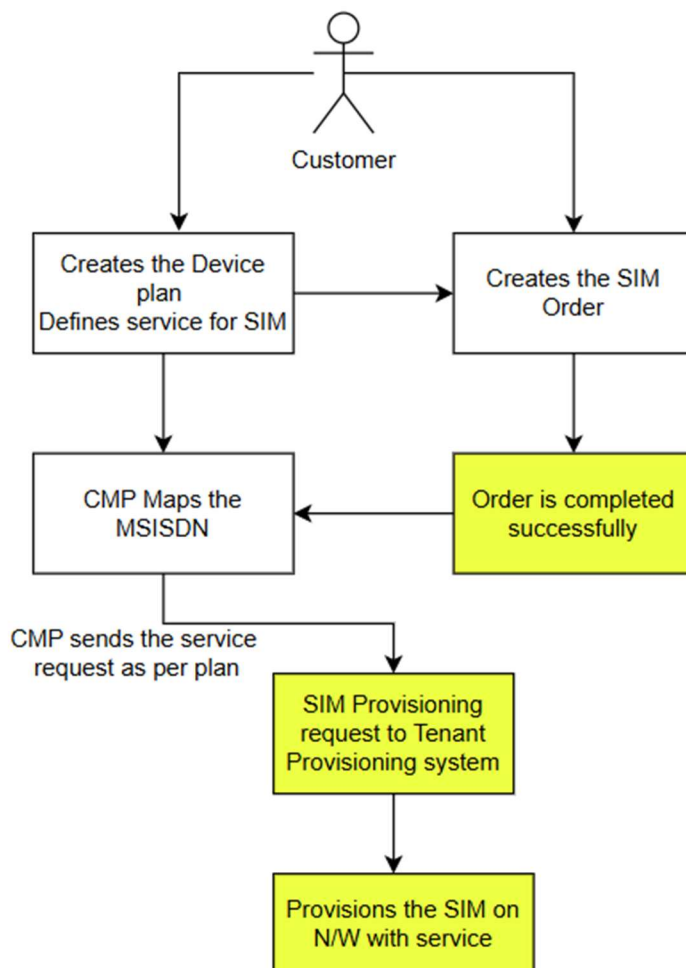 Customer
Creates the Device
plan
Defines service for SIM
Creates the SIM
Order
CMP Maps the
MSISDN
Order is completed
successfully
CMP sends the service
request as per plan
SIM Provisioning
request to Tenant
Provisioning system
Provisions the SIM on
N/W with service